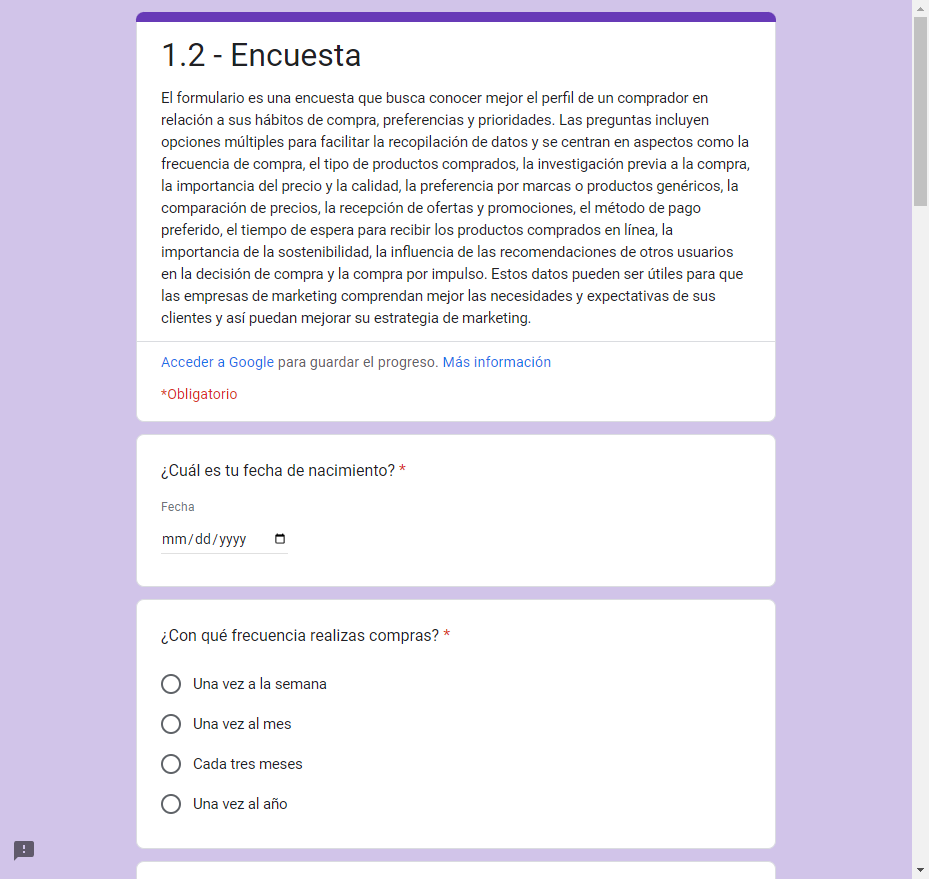 1.2 - Encuesta
El formulario es una encuesta que busca conocer mejor el perfil de un comprador en
relación a sus hábitos de compra, preferencias y prioridades. Las preguntas incluyen
opciones múltiples para facilitar la recopilación de datos y se centran en aspectos como la
frecuencia de compra, el tipo de productos comprados, la investigación previa a la compra,
la importancia del precio y la calidad, la preferencia por marcas o productos genéricos, la
comparación de precios, la recepción de ofertas y promociones, el método de pago
preferido, el tiempo de espera para recibir los productos comprados en línea, la
importancia de la sostenibilidad, la influencia de las recomendaciones de otros usuarios
en la decisión de compra y la compra por impulso. Estos datos pueden ser útiles para que
las empresas de marketing comprendan mejor las necesidades y expectativas de sus
clientes y así puedan mejorar su estrategia de marketing.
Acceder a Google para guardar el progreso. Más información
*Obligatorio
¿Cuál es tu fecha de nacimiento? *
Fecha
mm/dd/yyyy
¿Con qué frecuencia realizas compras? *
Una vez a la semana
Una vez al mes
Cada tres meses
Una vez al año